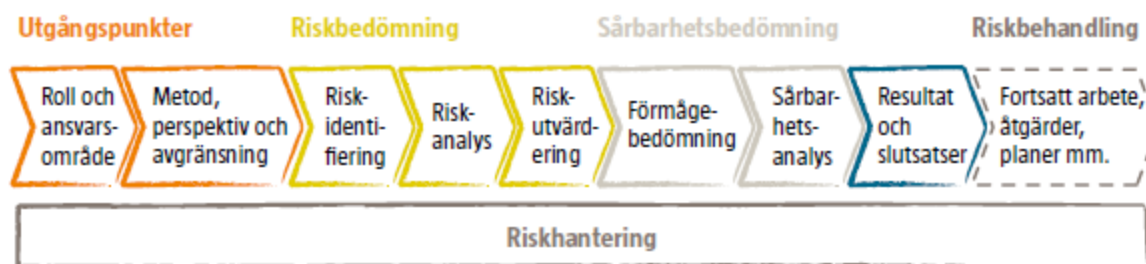 Utgångspunkter
Riskbedömning
Sårbarhetsbedömning
Riskbehandling
Roll och
ansvars-
område
Metod,
perspektiv och
avgränsning
Risk-
identi-
fiering
Risk-
analys
Risk-
utvärd-
ering
Förmåge-
bedömning
Sårbar-
hets-
analys
Resultat
och
slutsatser
Fortsatt arbete,
åtgärder,
planer mm.
Riskhantering